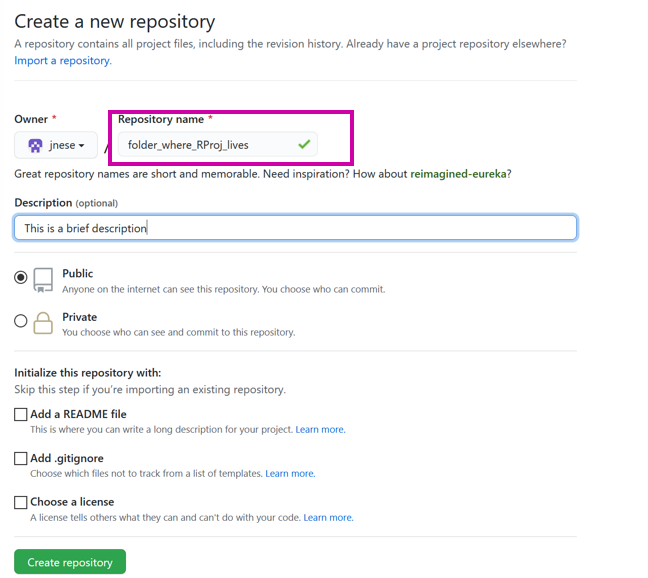 Create a new repository
A repository contains all project files, including the revision history. Already have a project repository elsewhere?
Import a repository.
Owner *
Repository name *
jnese
/
folder_where_RProj_lives
Great repository names are short and memorable. Need inspiration? How about reimagined-eureka?
Description (optional)
This is a brief description
Public
Anyone on the internet can see this repository. You choose who can commit.
Private
You choose who can see and commit to this repository.
Initialize this repository with:
Skip this step if you're importing an existing repository.
Add a README file
This is where you can write a long description for your project. Learn more.
Add .gitignore
Choose which files not to track from a list of templates. Learn more.
Choose a license
A license tells others what they can and can't do with your code. Learn more.
Create repository